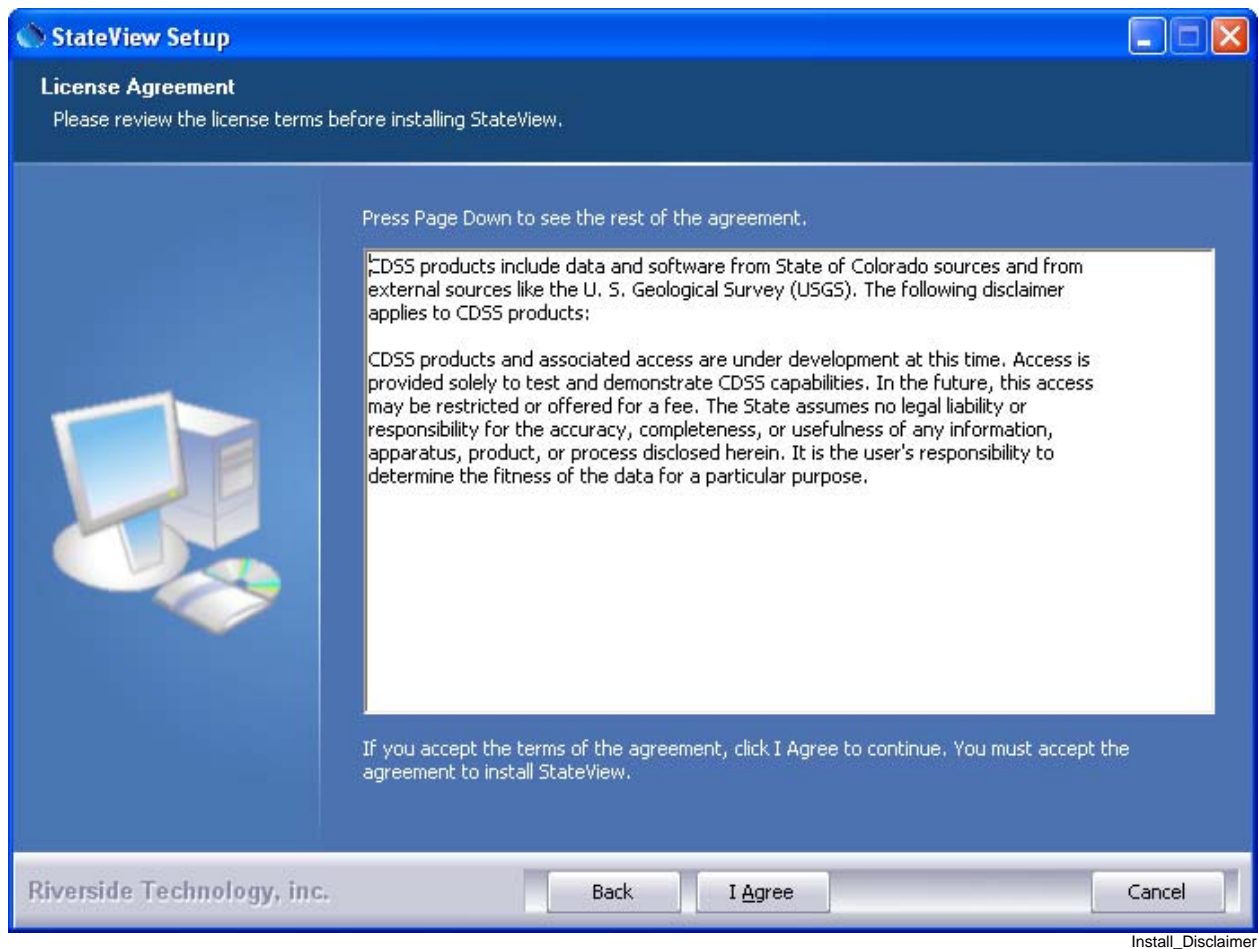 StateView Setup
License Agreement
Please review the license terms before installing StateView.
Press Page Down to see the rest of the agreement.
CDSS products include data and software from State of Colorado sources and from
external sources like the U. S. Geological Survey (USGS). The following disclaimer
applies to CDSS products:
CDSS products and associated access are under development at this time. Access is
provided solely to test and demonstrate CDSS capabilities. In the future, this access
may be restricted or offered for a fee. The State assumes no legal liability or
responsibility for the accuracy, completeness, or usefulness of any information,
apparatus, product, or process disclosed herein. It is the user's responsibility to
determine the fitness of the data for a particular purpose.
If you accept the terms of the agreement, click I Agree to continue. You must accept the
agreement to install StateView.
Riverside Technology, inc.
Back
I Agree
Cancel
Install_Disclaimer